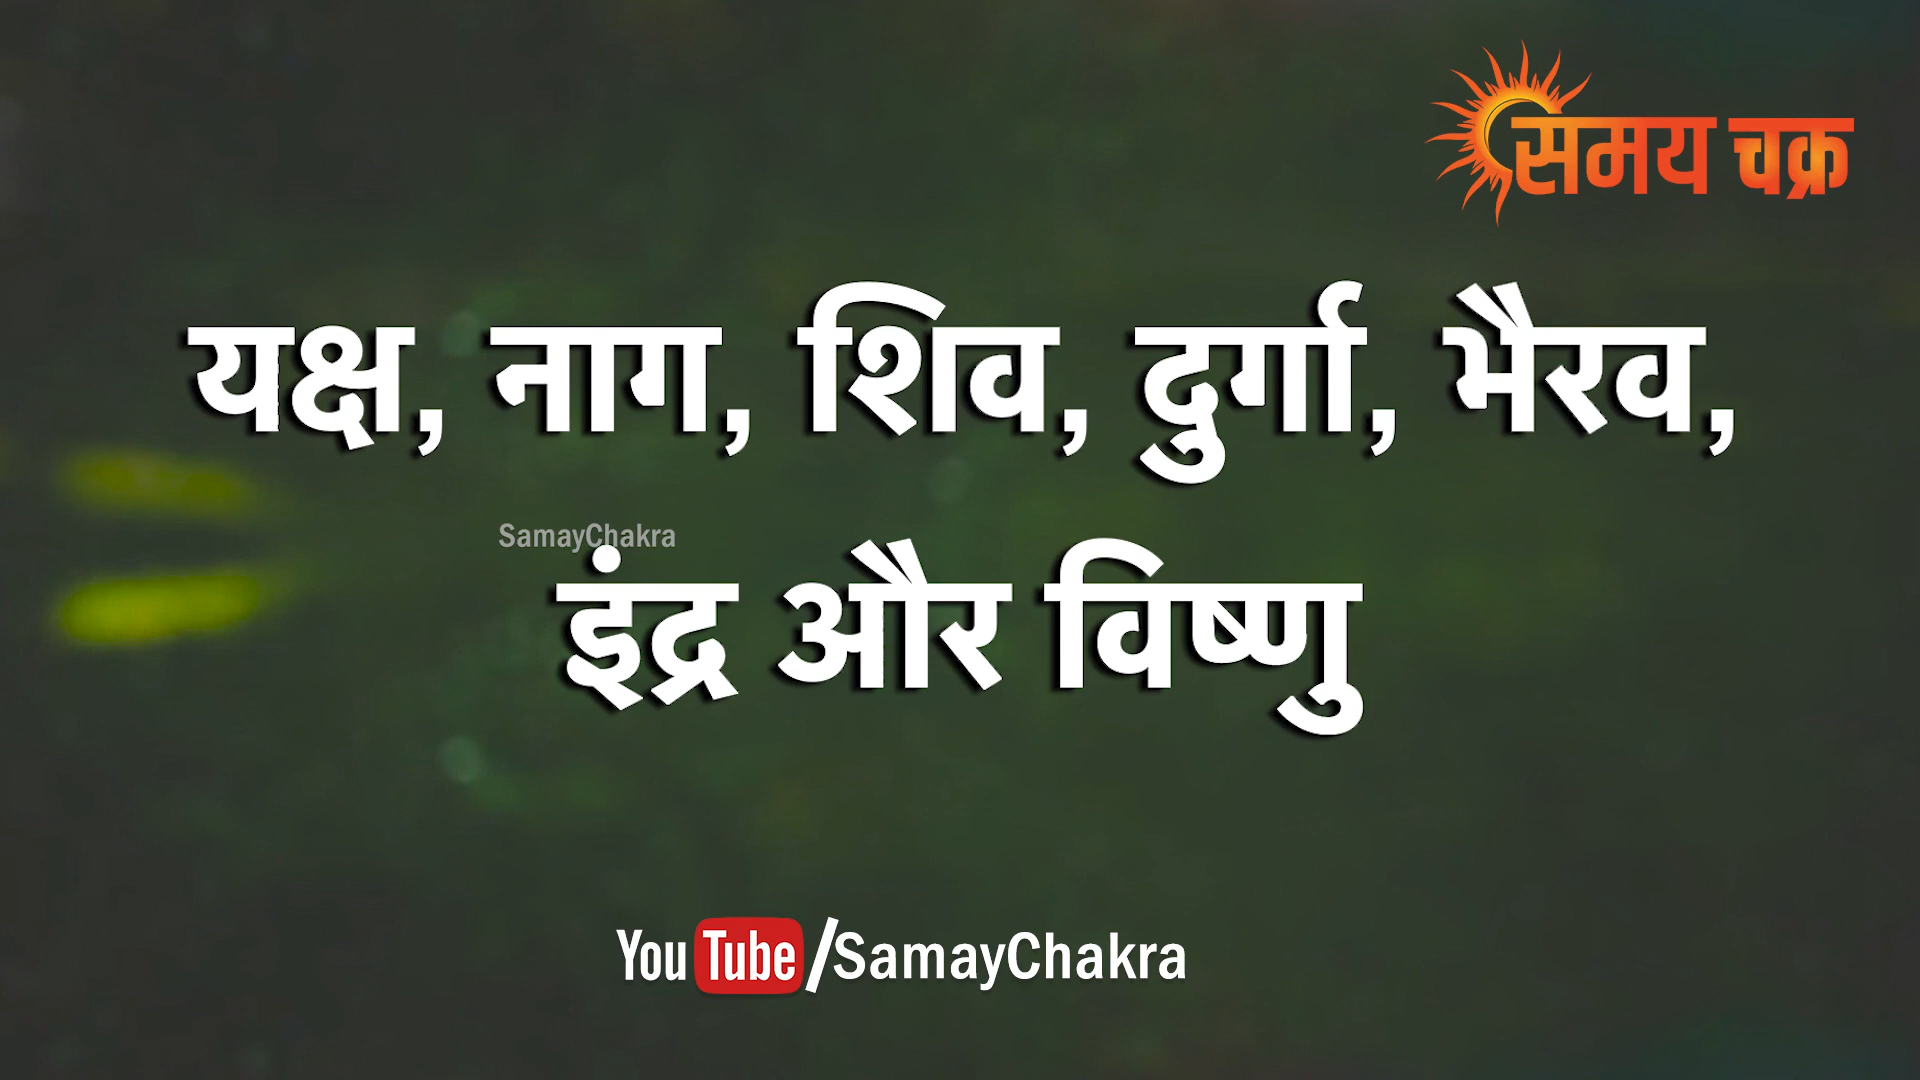 समय चक्र
यक्ष, नाग, शिव, दुर्गा, भैरव,
SamayChakra
इंद्र और विष्णु
YouTube/SamayChakra